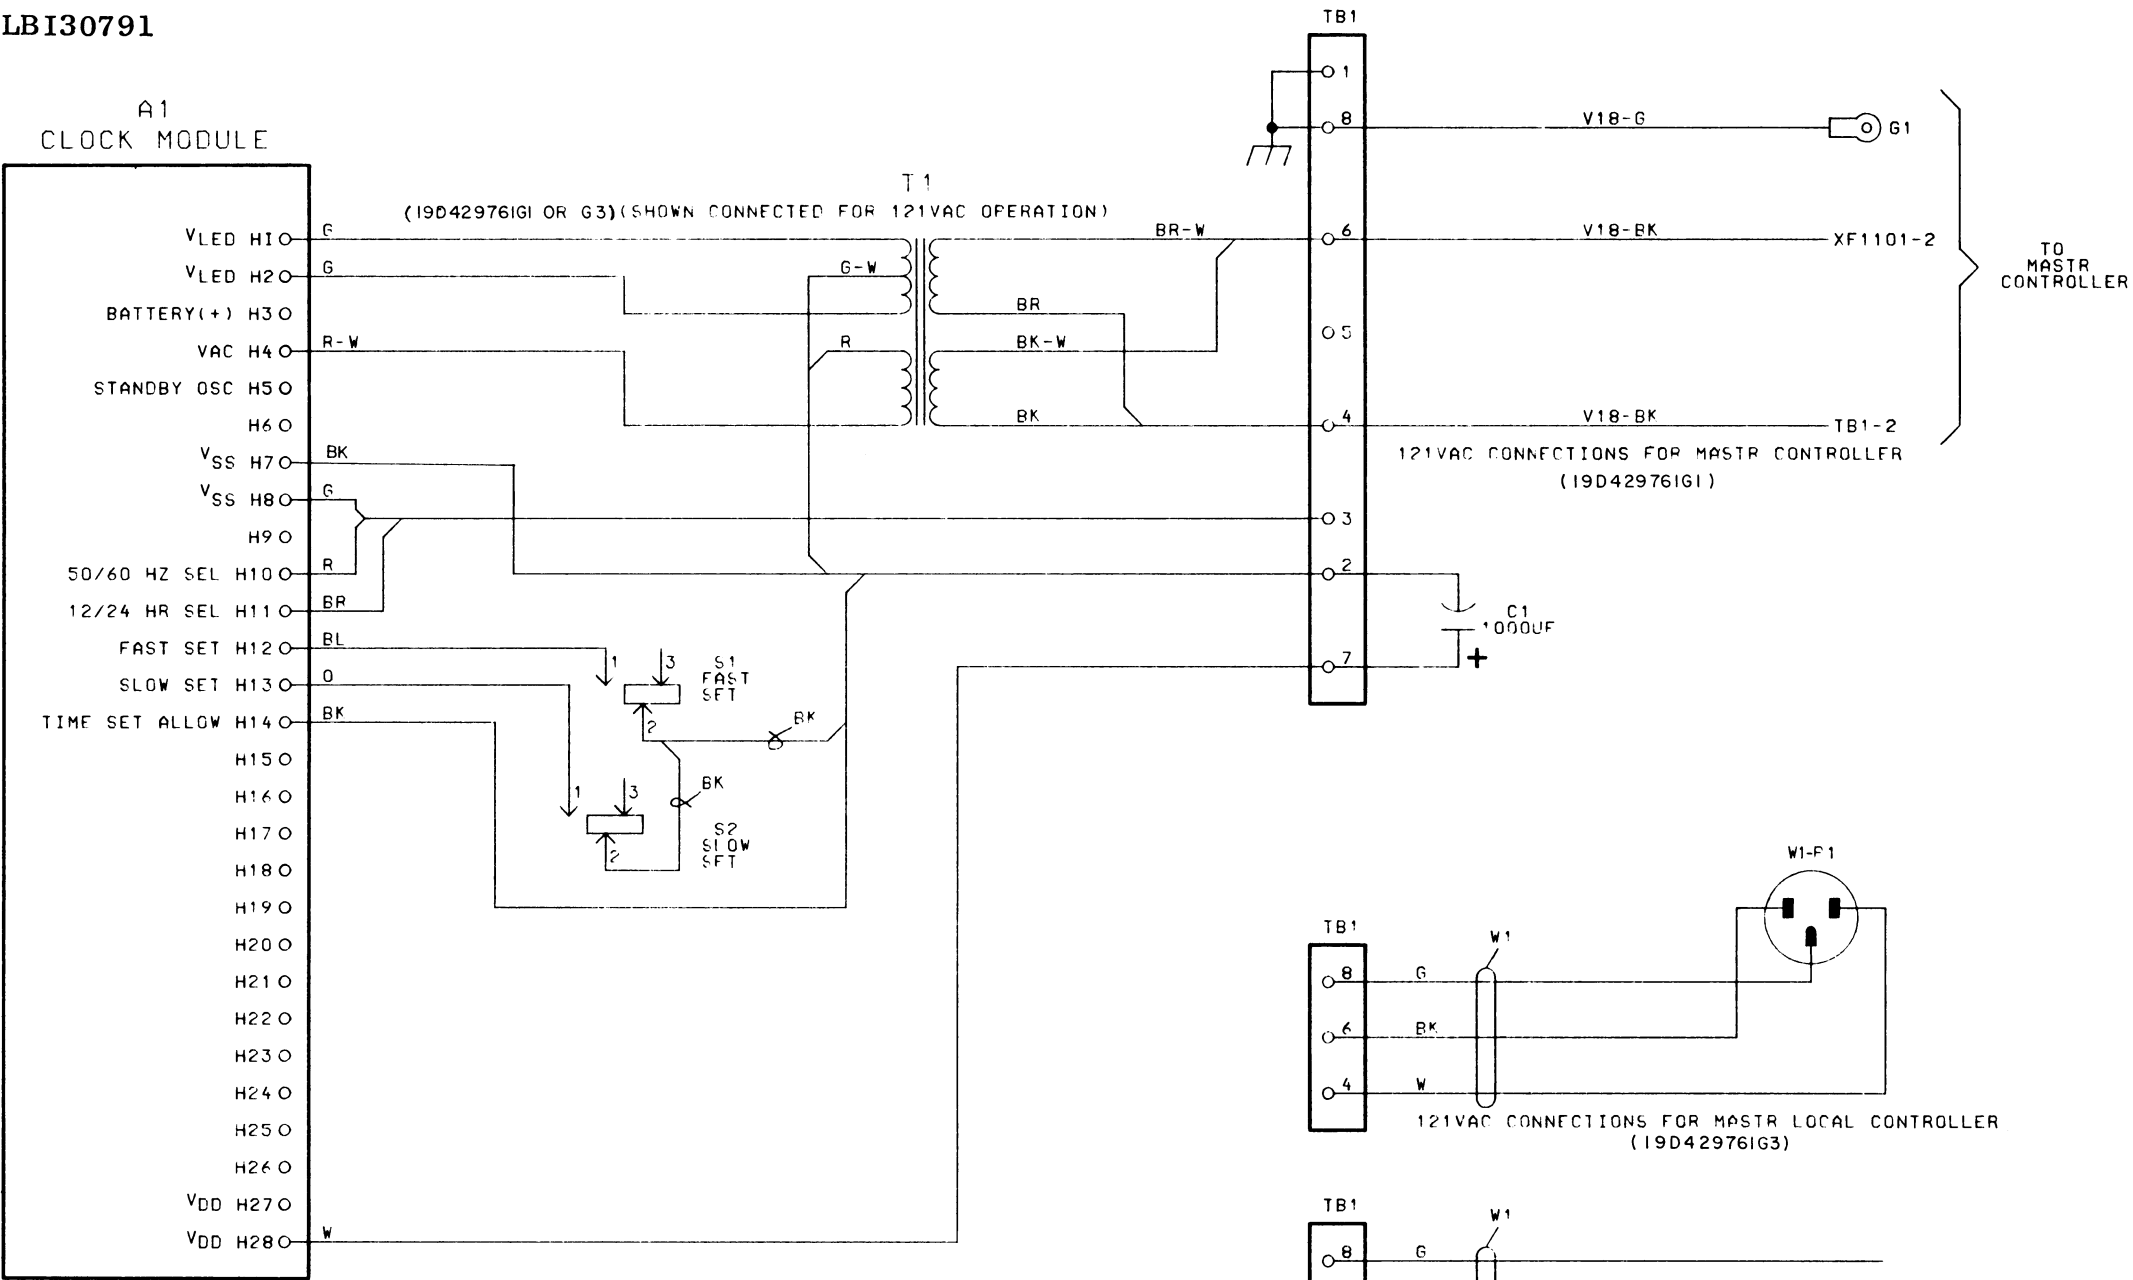 LBI30791
A1
CLOCK MODULE
VLED H1
VLED H2
BATTERY(+) H3
VAC H4
STANDBY OSC H5
H6
VSS H7
VSS H8
H9
50/60 HZ SEL H10
12/24 HR SEL H11
FAST SET H12
SLOW SET H13
TIME SET ALLOW H14
H15
H16
H17
H18
H19
H20
H21
H22
H23
H24
H25
H26
VDD H27
VDD H28
G
G
R-W
BK
G
R
BR
BL
O
BK
W
T1
(19D429761G1 OR G3)(SHOWN CONNECTED FOR 121VAC OPERATION)
G-W
R
BR-W
BR
BK-W
BK
1
3
2
S1
FAST
SET
BK
1
3
2
BK
S2
SLOW
SET
TB1
1
8
6
5
4
3
2
7
V18-G
G1
V18-BK
XF1101-2
V18-BK
TB1-2
TO
MASTR
CONTROLLER
121VAC CONNECTIONS FOR MASTR CONTROLLER
(19D429761G1)
C1
1000UF
+
W1-P1
TB1
W1
8
G
6
BK
4
W
121VAC CONNECTIONS FOR MASTR LOCAL CONTROLLER
(19D429761G3)
TB1
W1
8
G